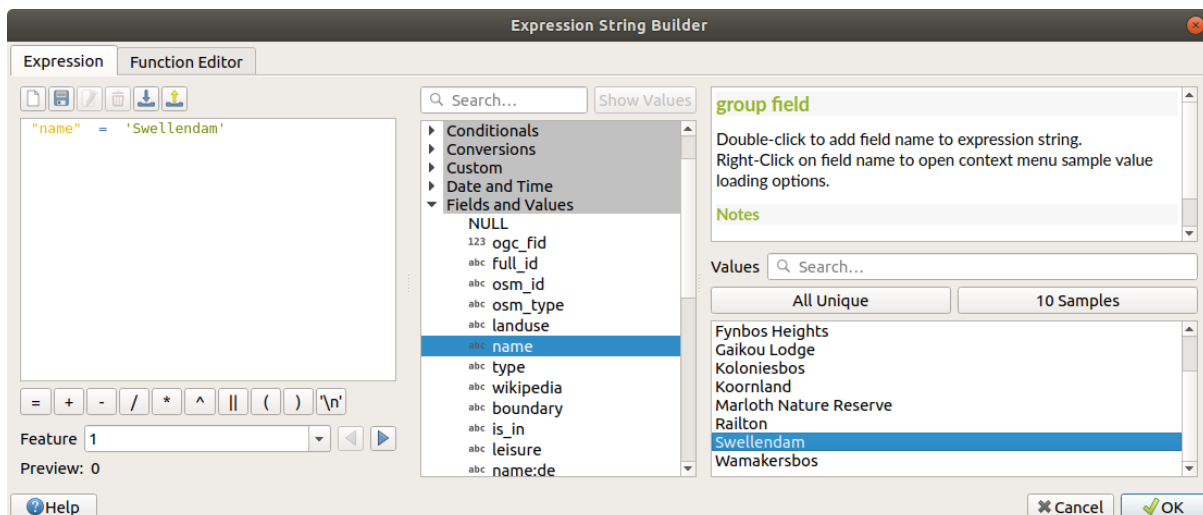 Expression String Builder
Expression
Function Editor
"name" = 'Swellendam'
= + - / * ^ || ( ) '\n'
Feature 1
Preview: 0
Search...
Show Values
Conditionals
Conversions
Custom
Date and Time
Fields and Values
NULL
123 ogc_fid
abc full_id
abc osm_id
abc osm_type
abc landuse
abc name
abc type
abc wikipedia
abc boundary
abc is_in
abc leisure
abc name:de
group field
Double-click to add field name to expression string.
Right-Click on field name to open context menu sample value
loading options.
Notes
Values Search...
All Unique
10 Samples
Fynbos Heights
Gaikou Lodge
Koloniesbos
Koornland
Marloth Nature Reserve
Railton
Swellendam
Wamakersbos
Help
Cancel
OK